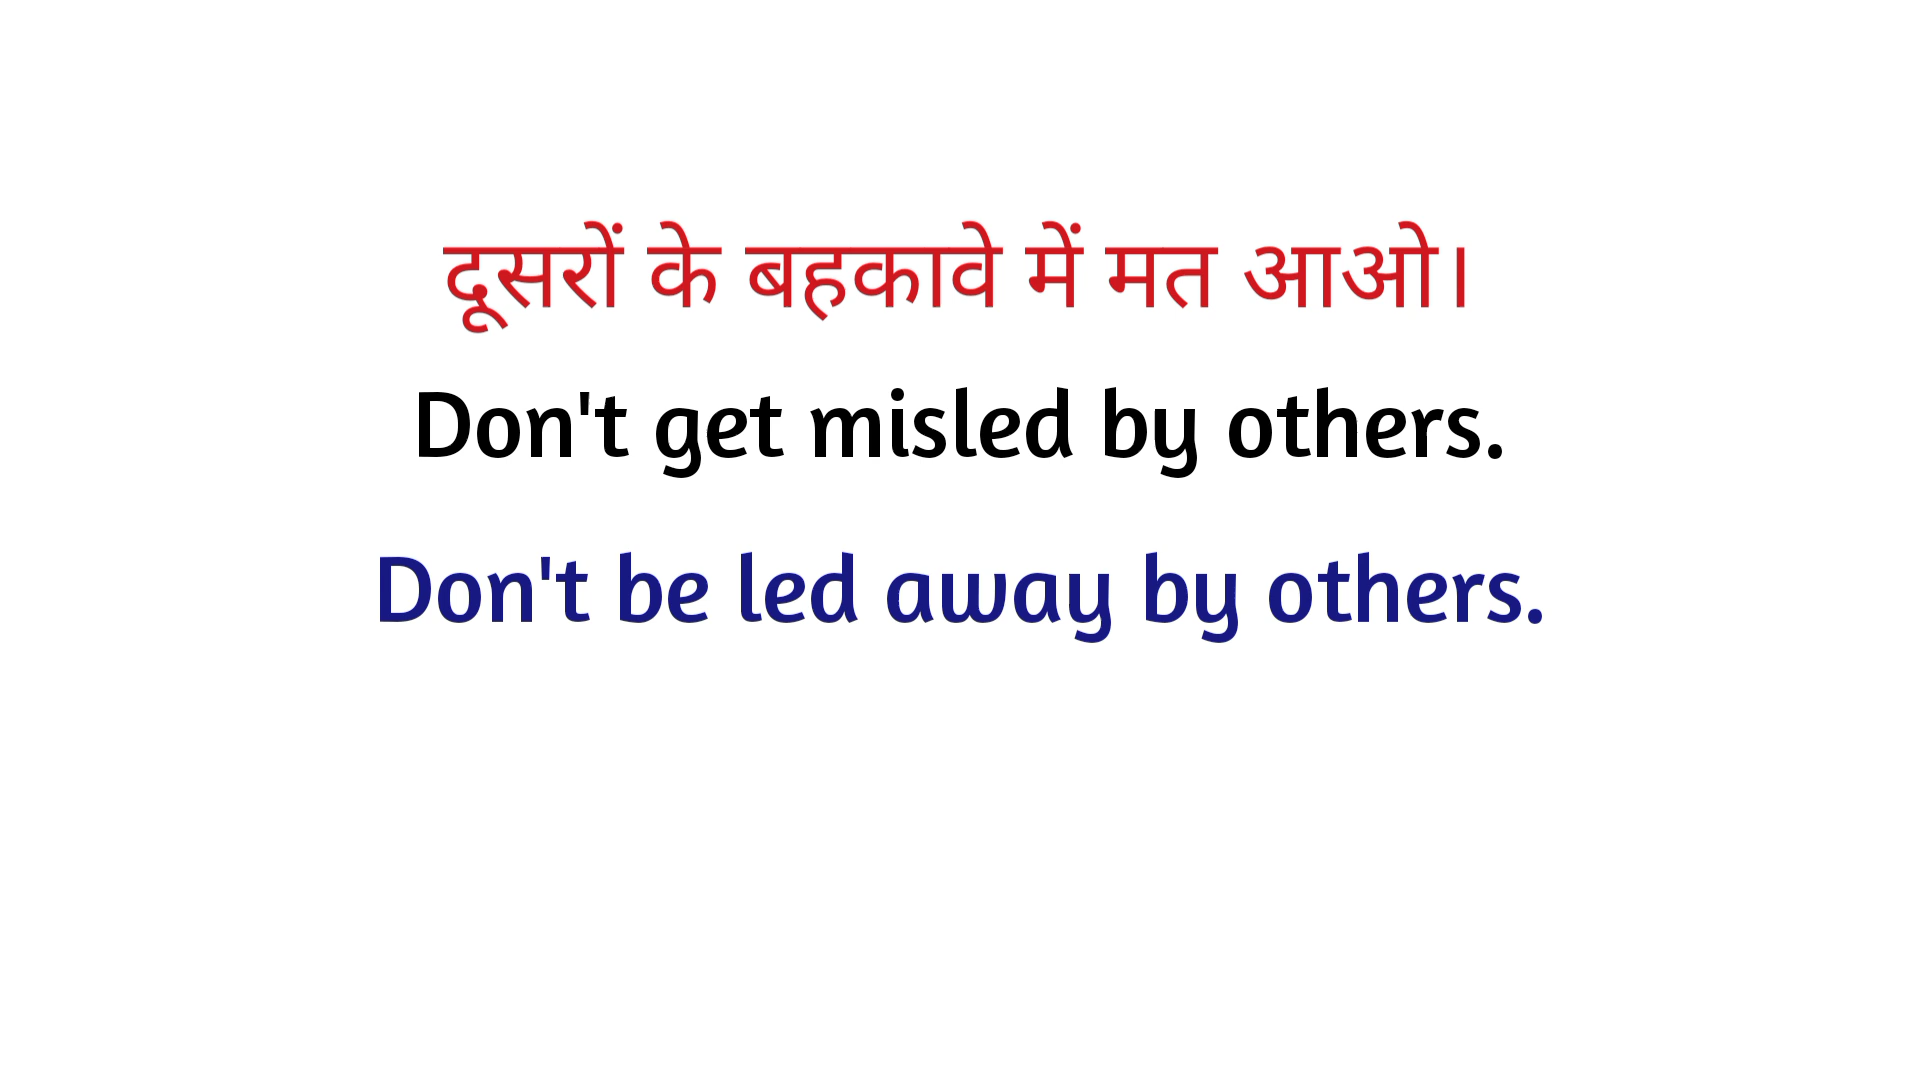 दूसरों के बहकावे में मत आओ।
Don't get misled by others.
Don't be led away by others.